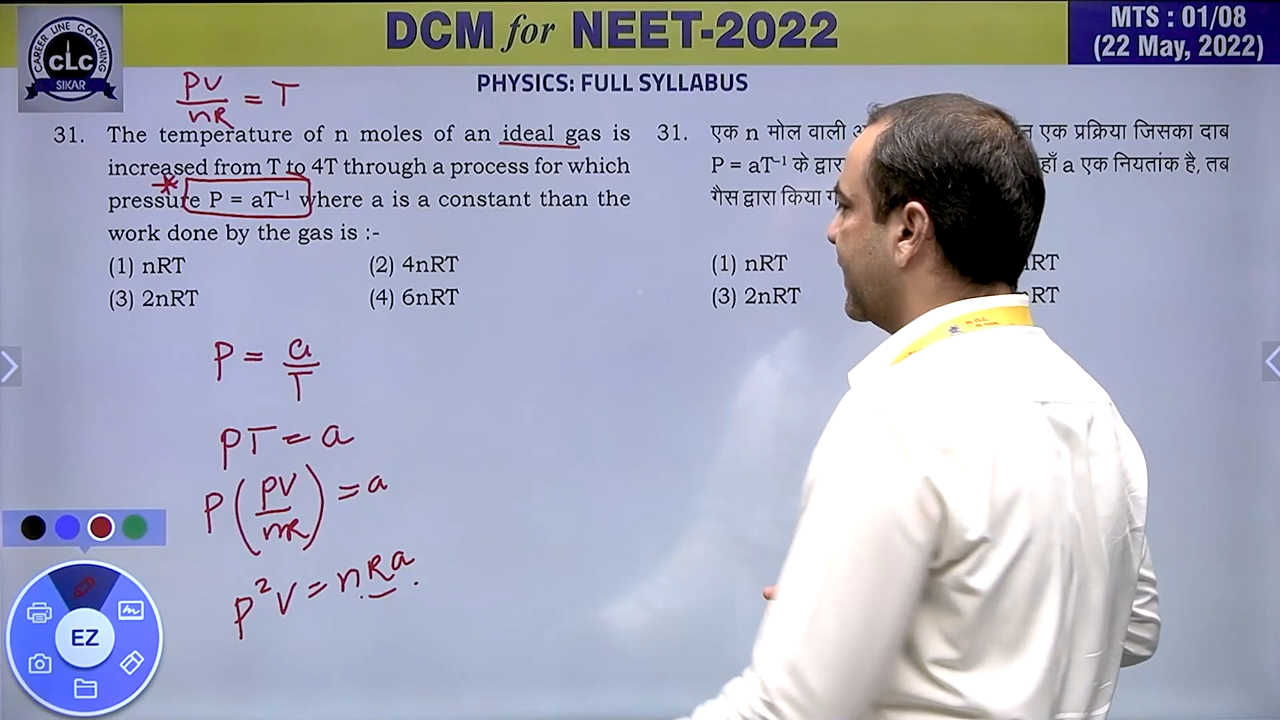 DCM for NEET-2022
MTS : 01/08
(22 May, 2022)
CAREER LINE COACHING
CLC
SIKAR
PHYSICS: FULL SYLLABUS
PV/nR = T
31. The temperature of n moles of an ideal gas is
increased from T to 4T through a process for which
pressure P = aT⁻¹ where a is a constant than the
work done by the gas is :-
(1) nRT (2) 4nRT
(3) 2nRT (4) 6nRT
31. एक n मोल वाली एक प्रक्रिया जिसका दाब
P = aT⁻¹ के द्वारा a एक नियतांक है, तब
गैस द्वारा किया
(1) nRT
(3) 2nRT
P = a/T
PT = a
P(PV/nR) = a
P²V = nRa
EZ